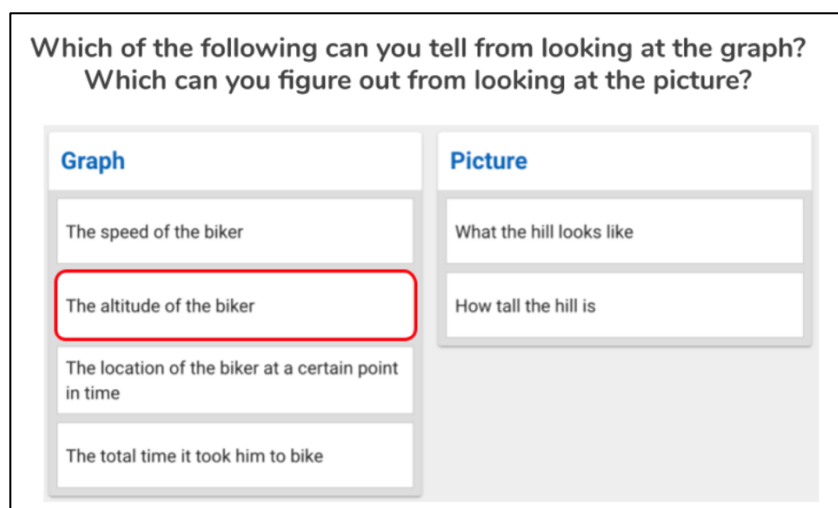 Which of the following can you tell from looking at the graph?
Which can you figure out from looking at the picture?
Graph
The speed of the biker
The altitude of the biker
The location of the biker at a certain point
in time
The total time it took him to bike
Picture
What the hill looks like
How tall the hill is